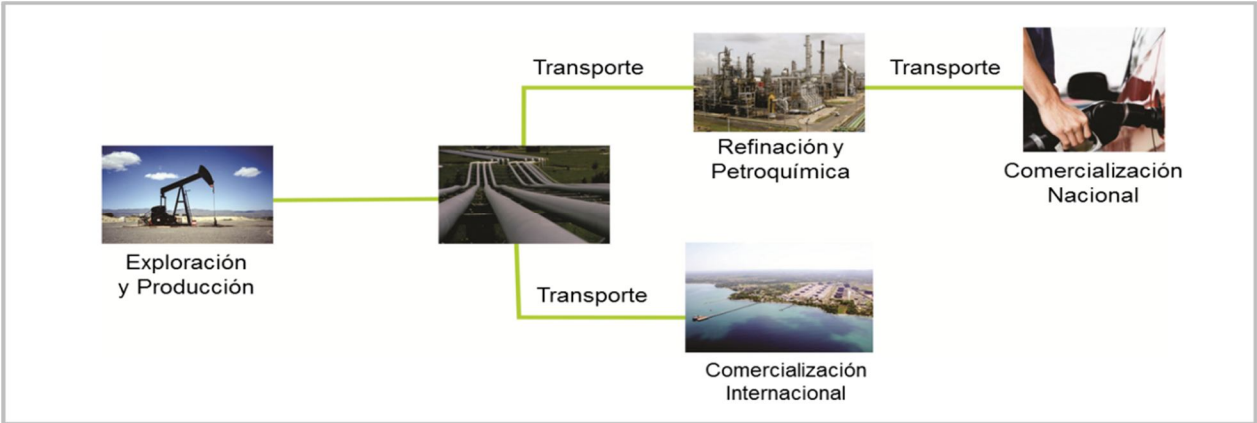 Transporte
Transporte
Refinación y
Petroquímica
Comercialización
Nacional
Exploración
y Producción
Transporte
Comercialización
Internacional